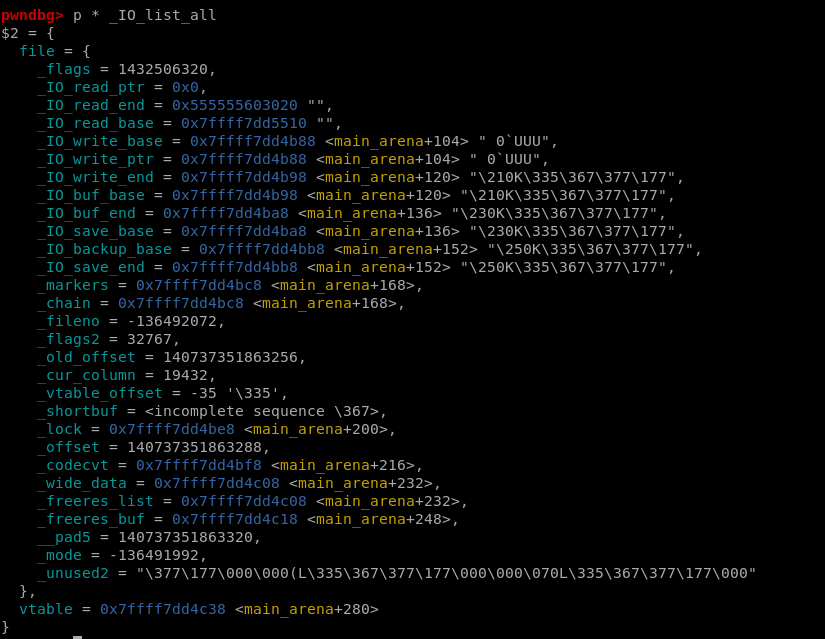 pwndbg> p * _IO_list_all
$2 = {
  file = {
    _flags = 1432506320,
    _IO_read_ptr = 0x0,
    _IO_read_end = 0x555555603020 "",
    _IO_read_base = 0x7ffff7dd5510 "",
    _IO_write_base = 0x7ffff7dd4b88 <main_arena+104> " 0`UUU",
    _IO_write_ptr = 0x7ffff7dd4b88 <main_arena+104> " 0`UUU",
    _IO_write_end = 0x7ffff7dd4b98 <main_arena+120> "\210K\335\367\377\177",
    _IO_buf_base = 0x7ffff7dd4b98 <main_arena+120> "\210K\335\367\377\177",
    _IO_buf_end = 0x7ffff7dd4ba8 <main_arena+136> "\230K\335\367\377\177",
    _IO_save_base = 0x7ffff7dd4ba8 <main_arena+136> "\230K\335\367\377\177",
    _IO_backup_base = 0x7ffff7dd4bb8 <main_arena+152> "\250K\335\367\377\177",
    _IO_save_end = 0x7ffff7dd4bb8 <main_arena+152> "\250K\335\367\377\177",
    _markers = 0x7ffff7dd4bc8 <main_arena+168>,
    _chain = 0x7ffff7dd4bc8 <main_arena+168>,
    _fileno = -136492072,
    _flags2 = 32767,
    _old_offset = 140737351863256,
    _cur_column = 19432,
    _vtable_offset = -35 '\335',
    _shortbuf = <incomplete sequence \367>,
    _lock = 0x7ffff7dd4be8 <main_arena+200>,
    _offset = 140737351863288,
    _codecvt = 0x7ffff7dd4bf8 <main_arena+216>,
    _wide_data = 0x7ffff7dd4c08 <main_arena+232>,
    _freeres_list = 0x7ffff7dd4c08 <main_arena+232>,
    _freeres_buf = 0x7ffff7dd4c18 <main_arena+248>,
    __pad5 = 140737351863320,
    _mode = -136491992,
    _unused2 = "\377\177\000\000(L\335\367\377\177\000\000\070L\335\367\377\177\000"
  },
  vtable = 0x7ffff7dd4c38 <main_arena+280>
}